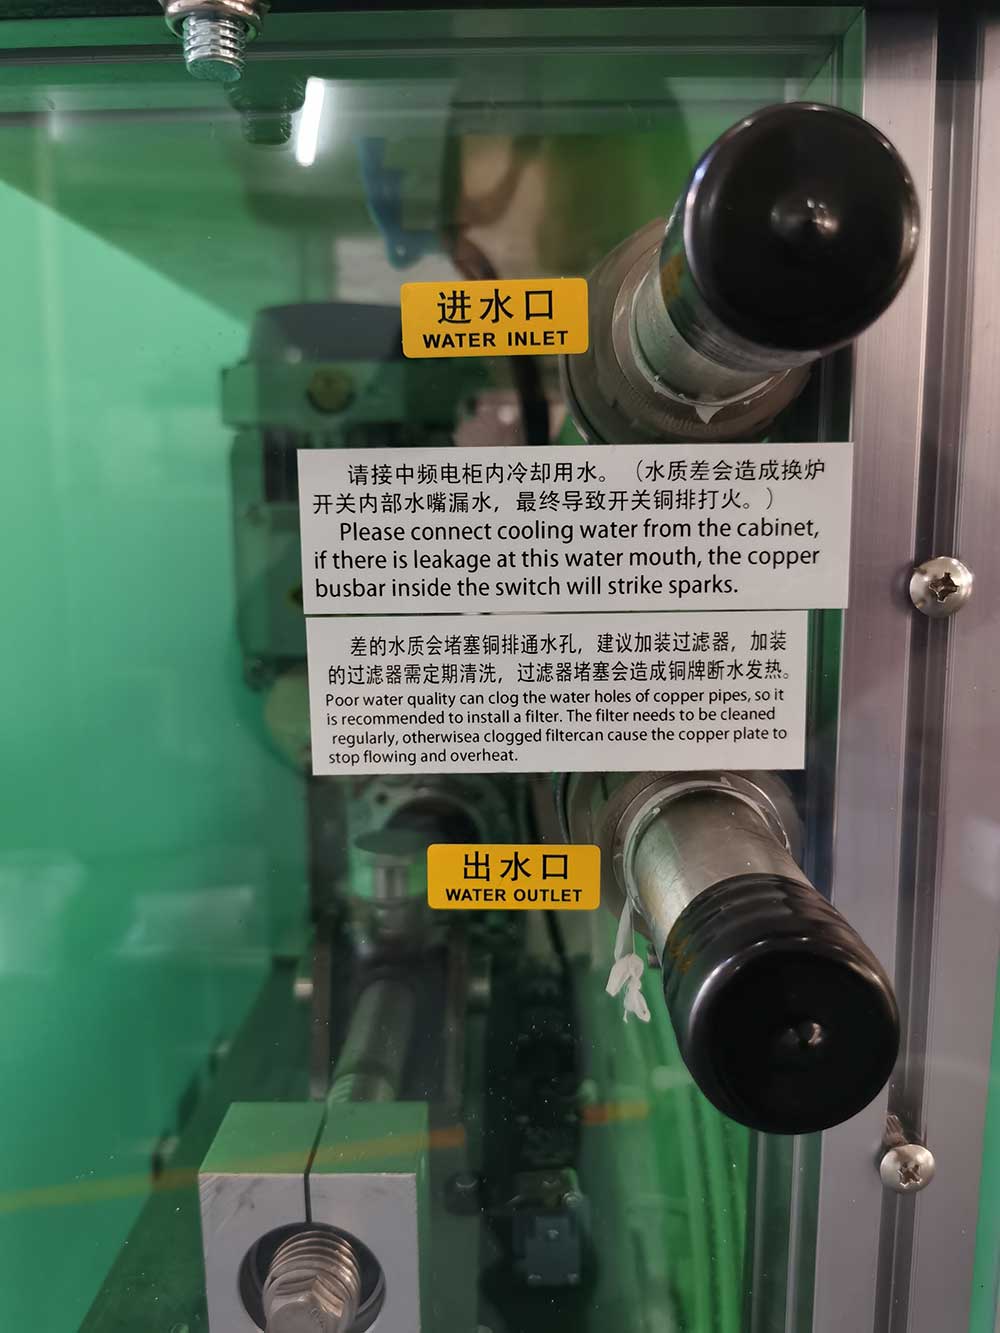 进水口
WATER INLET
请接中频电柜内冷却用水。（水质差会造成换炉
开关内部水嘴漏水，最终导致开关铜排打火。）
Please connect cooling water from the cabinet,
if there is leakage at this water mouth, the copper
busbar inside the switch will strike sparks.
差的水质会堵塞铜排通水孔，建议加装过滤器，加装
的过滤器需定期清洗，过滤器堵塞会造成铜牌断水发热。
Poor water quality can clog the water holes of copper pipes, so it
is recommended to install a filter. The filter needs to be cleaned
regularly, otherwisea clogged filtercan cause the copper plate to
stop flowing and overheat.
出水口
WATER OUTLET